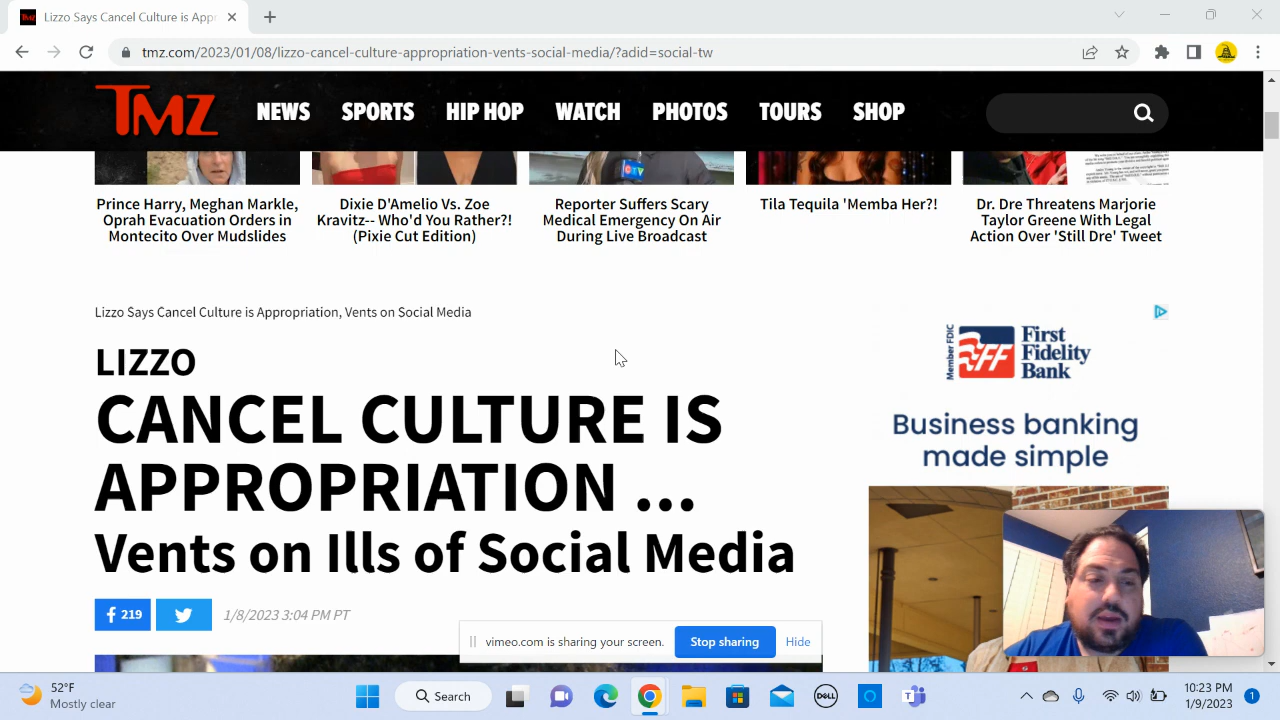 Lizzo Says Cancel Culture is Appr
tmz.com/2023/01/08/lizzo-cancel-culture-appropriation-vents-social-media/?adid=social-tw
TMZ
NEWS SPORTS HIP HOP WATCH PHOTOS TOURS SHOP
Prince Harry, Meghan Markle,
Oprah Evacuation Orders in
Montecito Over Mudslides
Dixie D'Amelio Vs. Zoe
Kravitz-- Who'd You Rather?!
(Pixie Cut Edition)
Reporter Suffers Scary
Medical Emergency On Air
During Live Broadcast
Tila Tequila 'Memba Her?!
Dr. Dre Threatens Marjorie
Taylor Greene With Legal
Action Over 'Still Dre' Tweet
Lizzo Says Cancel Culture is Appropriation, Vents on Social Media
LIZZO
CANCEL CULTURE IS
APPROPRIATION ...
Vents on Ills of Social Media
219
1/8/2023 3:04 PM PT
Member FDIC
First
Fidelity
Bank
Business banking
made simple
vimeo.com is sharing your screen.
Stop sharing
Hide
52°F
Mostly clear
Search
DELL
10:23 PM
1/9/2023
1